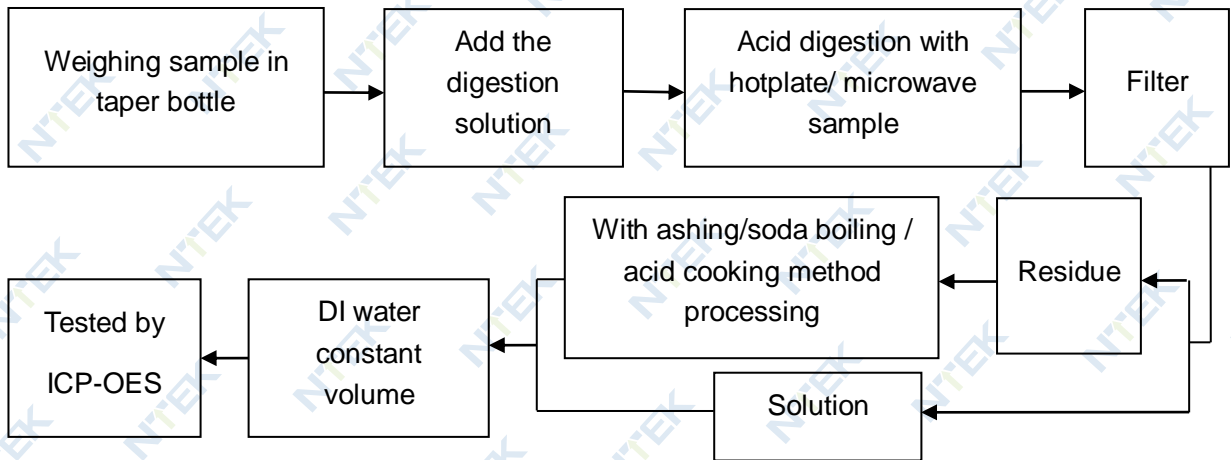 Weighing sample in
taper bottle
Add the
digestion
solution
Acid digestion with
hotplate/ microwave
sample
Filter
With ashing/soda boiling /
acid cooking method
processing
Residue
Tested by
ICP-OES
DI water
constant
volume
Solution
NTEK